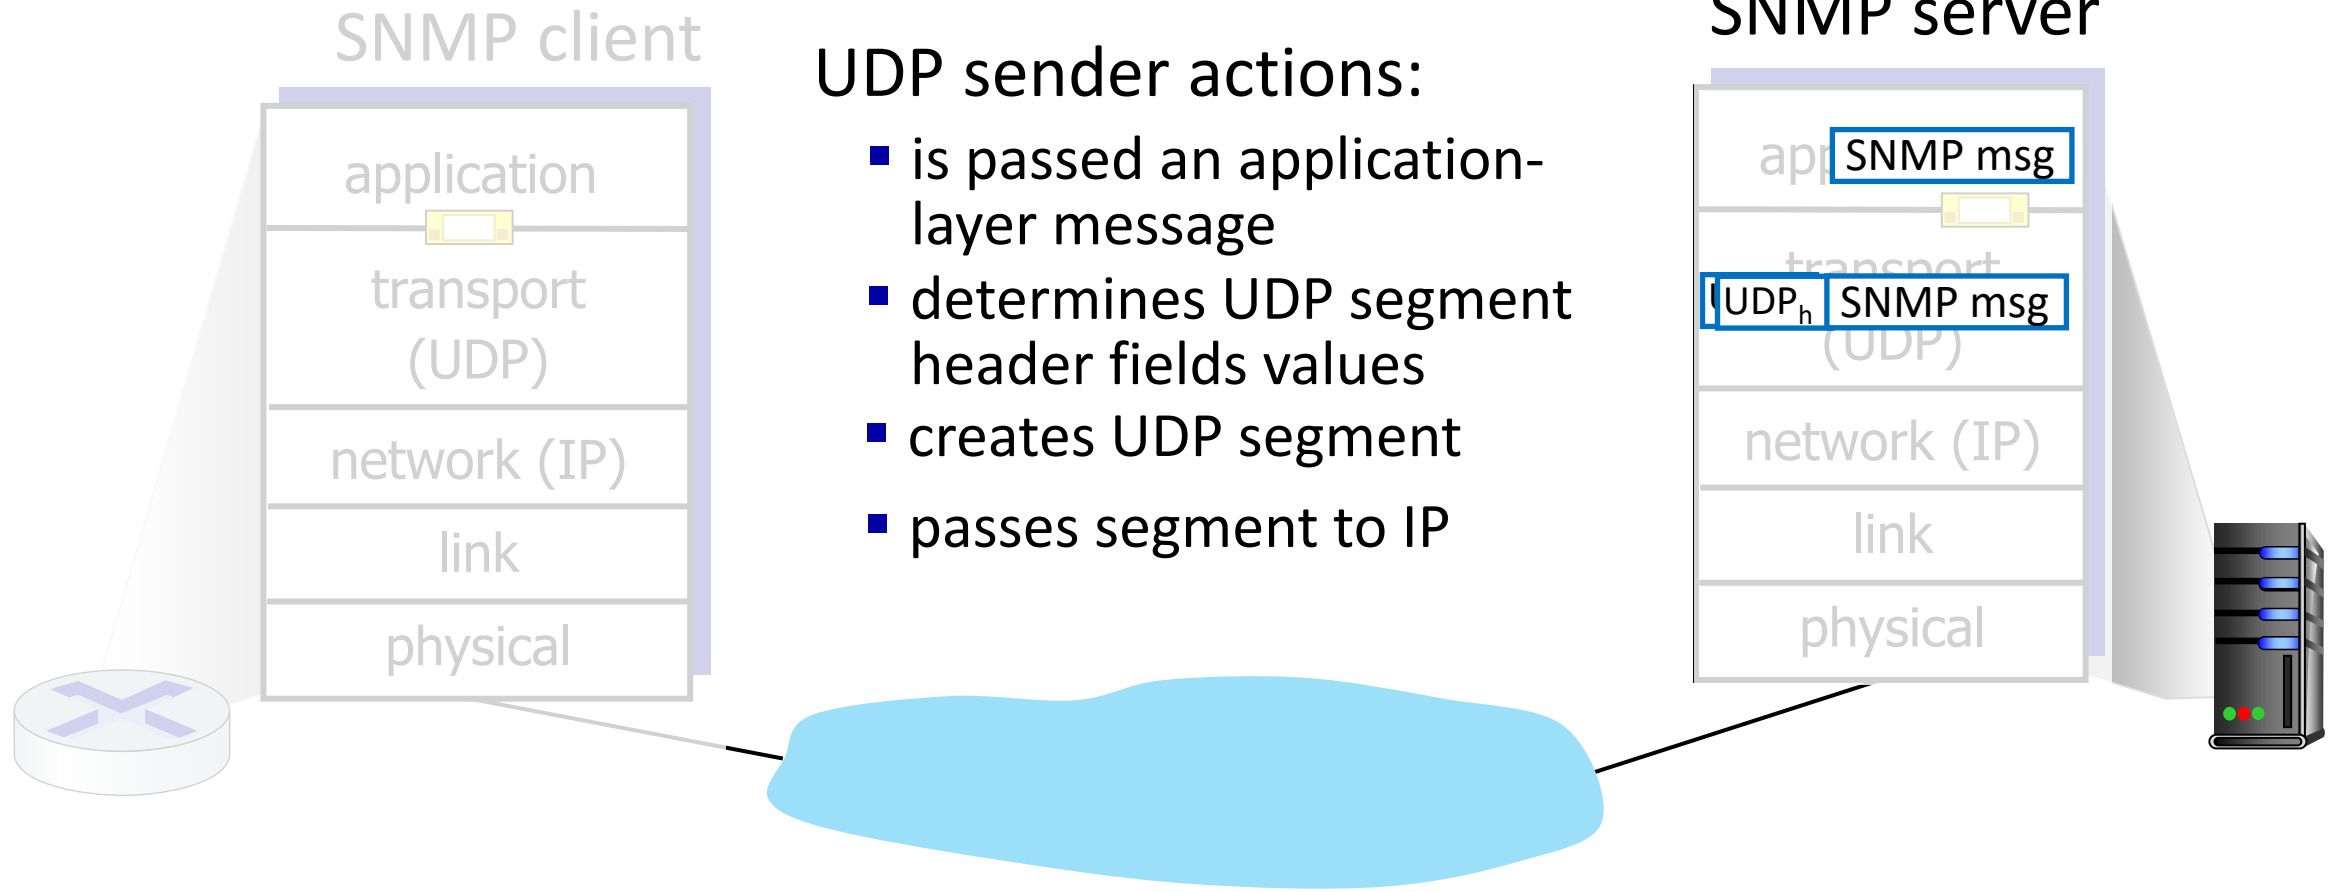 SNMP client
SNMP server
UDP sender actions:
▪ is passed an application-
layer message
▪ determines UDP segment
header fields values
▪ creates UDP segment
▪ passes segment to IP
application
transport
(UDP)
network (IP)
link
physical
SNMP msg
transport
UDPₕ SNMP msg
(UDP)
network (IP)
link
physical